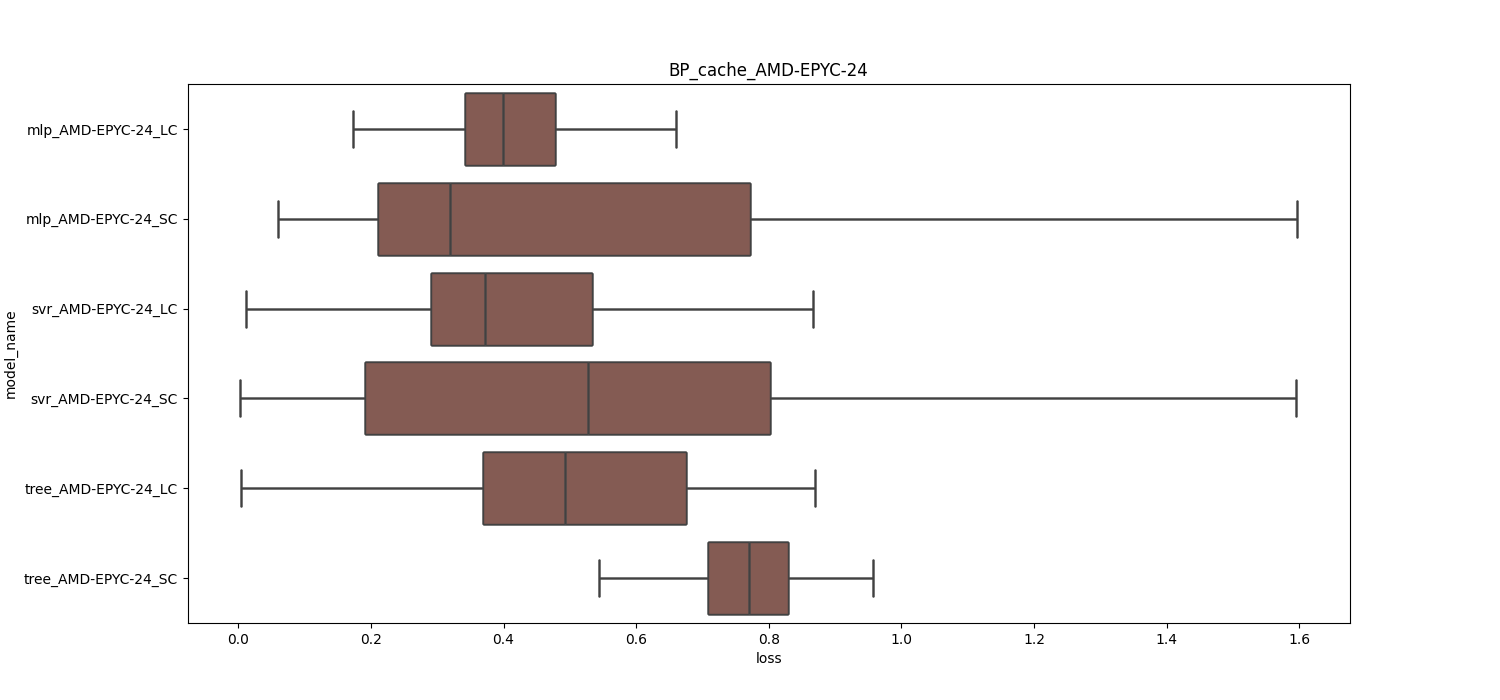 BP_cache_AMD-EPYC-24
model_name
mlp_AMD-EPYC-24_LC
mlp_AMD-EPYC-24_SC
svr_AMD-EPYC-24_LC
svr_AMD-EPYC-24_SC
tree_AMD-EPYC-24_LC
tree_AMD-EPYC-24_SC
0.0 0.2 0.4 0.6 0.8 1.0 1.2 1.4 1.6
loss